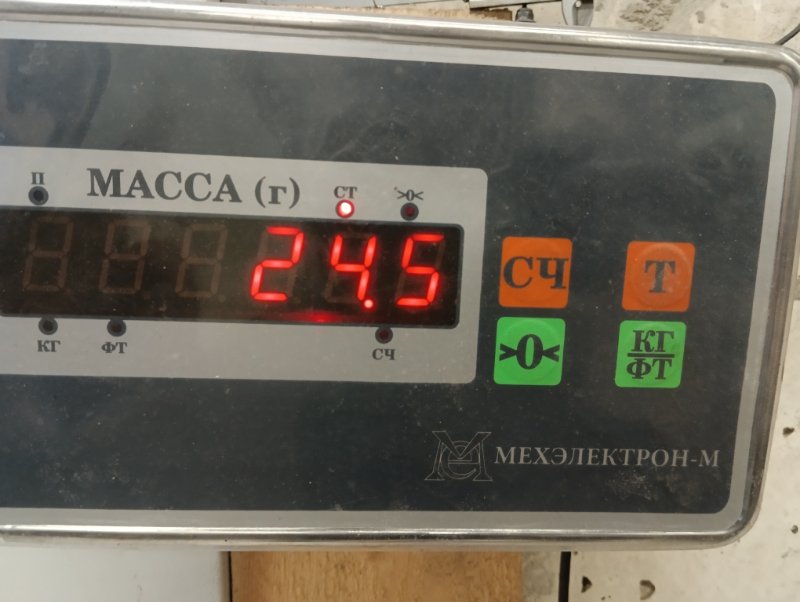 П
МАССА (г)
СТ
>0<
24.5
КГ
ФТ
СЧ
СЧ
Т
>0<
КГ
ФТ
МЕХЭЛЕКТРОН-М